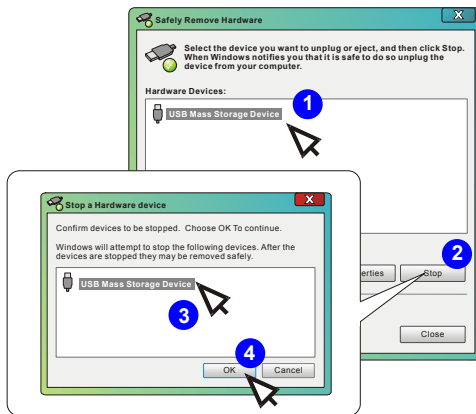 Safely Remove Hardware
X
Select the device you want to unplug or eject, and then click Stop.
When Windows notifies you that it is safe to do so unplug the
device from your computer.
Hardware Devices:
1
USB Mass Storage Device
2
erties
Stop
Close
Stop a Hardware device
X
Confirm devices to be stopped. Choose OK To continue.
Windows will attempt to stop the following devices. After the
devices are stopped they may be removed safely.
USB Mass Storage Device
3
4
OK
Cancel